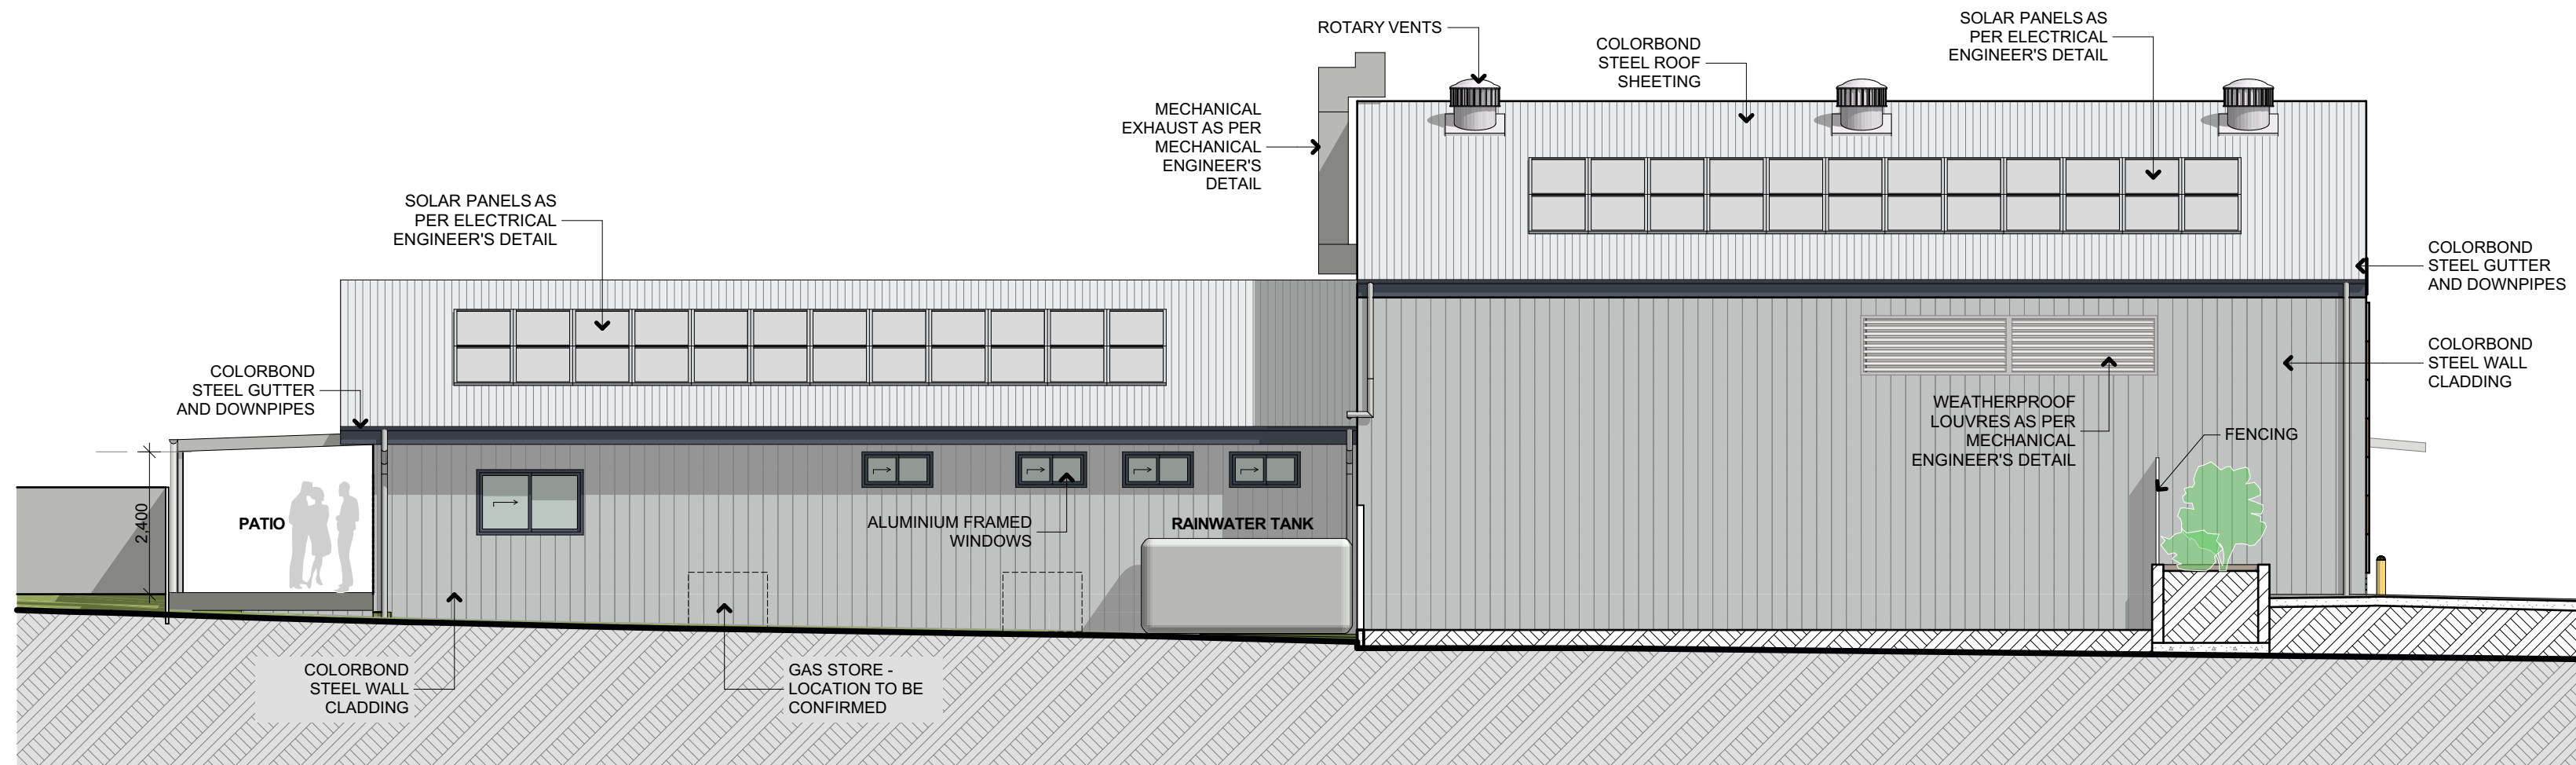 ROTARY VENTS
COLORBOND
STEEL ROOF
SHEETING
SOLAR PANELS AS
PER ELECTRICAL
ENGINEER'S DETAIL
MECHANICAL
EXHAUST AS PER
MECHANICAL
ENGINEER'S
DETAIL
SOLAR PANELS AS
PER ELECTRICAL
ENGINEER'S DETAIL
COLORBOND
STEEL GUTTER
AND DOWNPIPES
COLORBOND
STEEL WALL
CLADDING
COLORBOND
STEEL GUTTER
AND DOWNPIPES
WEATHERPROOF
LOUVRES AS PER
MECHANICAL
ENGINEER'S DETAIL
FENCING
2,400
PATIO
ALUMINIUM FRAMED
WINDOWS
RAINWATER TANK
COLORBOND
STEEL WALL
CLADDING
GAS STORE -
LOCATION TO BE
CONFIRMED